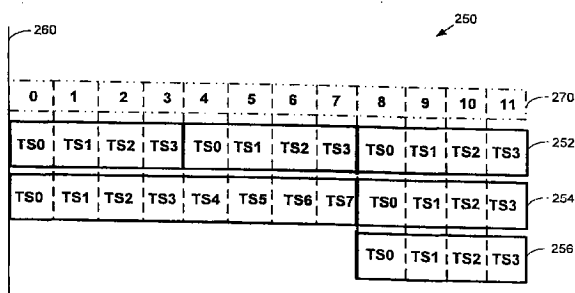 250
260
0 1 2 3 4 5 6 7 8 9 10 11 270
TS0 TS1 TS2 TS3 TS0 TS1 TS2 TS3 TS0 TS1 TS2 TS3 252
TS0 TS1 TS2 TS3 TS4 TS5 TS6 TS7 TS0 TS1 TS2 TS3 254
TS0 TS1 TS2 TS3 256